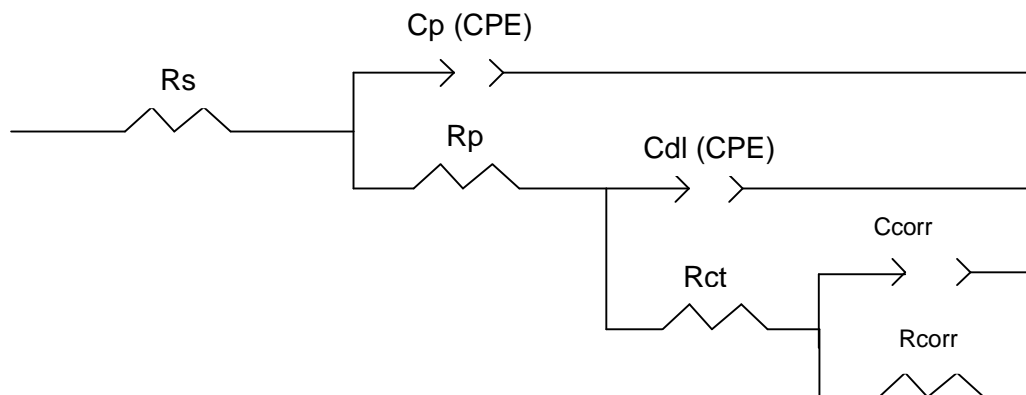 Cp (CPE)
Rs
Rp
Cdl (CPE)
Ccorr
Rct
Rcorr